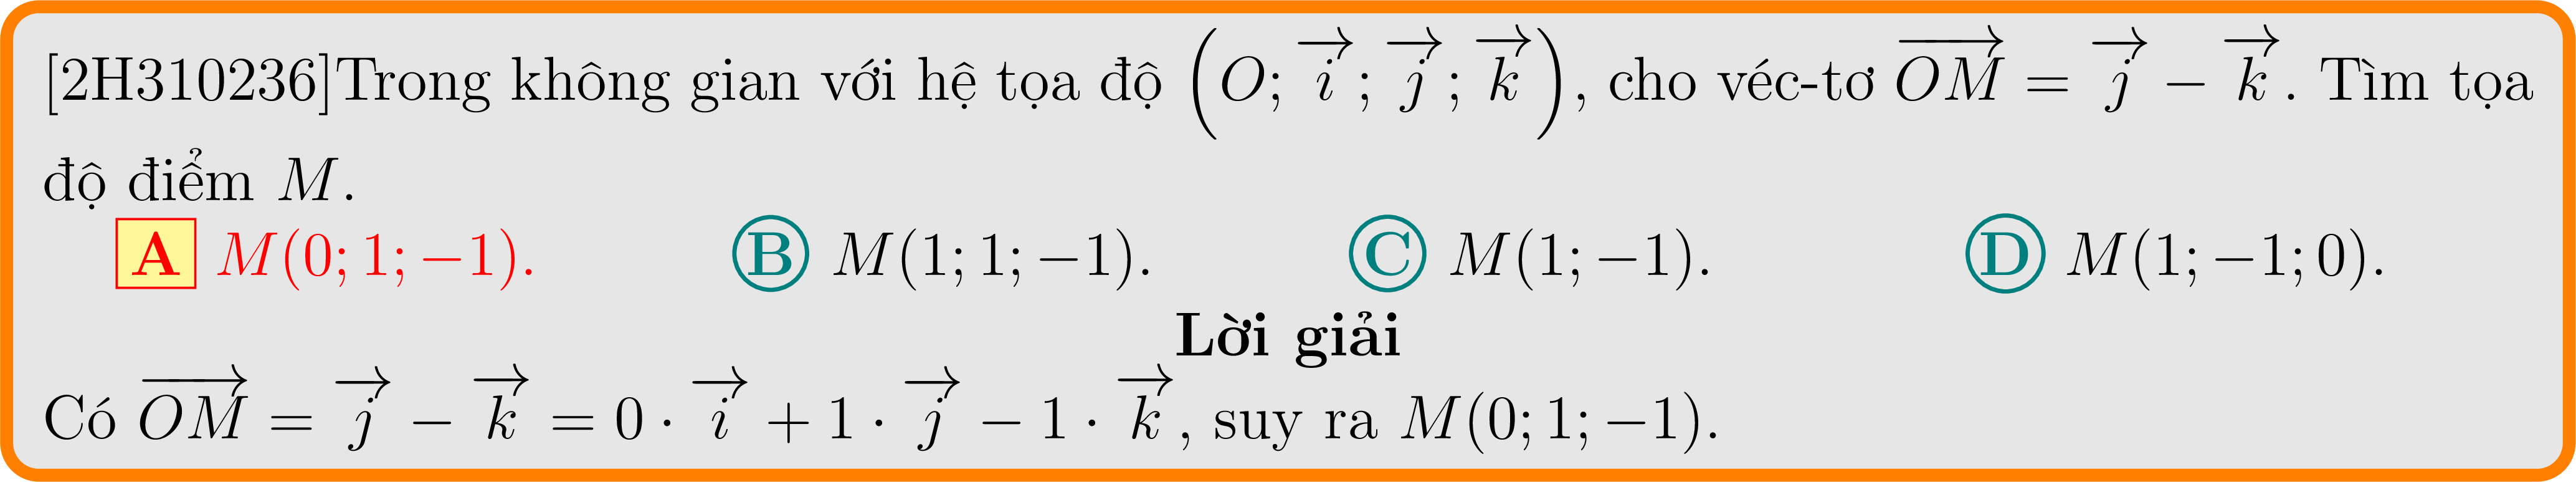 [2H310236]Trong không gian với hệ tọa độ $\left(O; \overrightarrow{i}; \overrightarrow{j}; \overrightarrow{k}\right)$, cho véc-tơ $\overrightarrow{OM} = \overrightarrow{j} - \overrightarrow{k}$. Tìm tọa
độ điểm $M$.
A $M(0; 1; -1)$. B $M(1; 1; -1)$. C $M(1; -1)$. D $M(1; -1; 0)$.
Lời giải
Có $\overrightarrow{OM} = \overrightarrow{j} - \overrightarrow{k} = 0 \cdot \overrightarrow{i} + 1 \cdot \overrightarrow{j} - 1 \cdot \overrightarrow{k}$, suy ra $M(0; 1; -1)$.